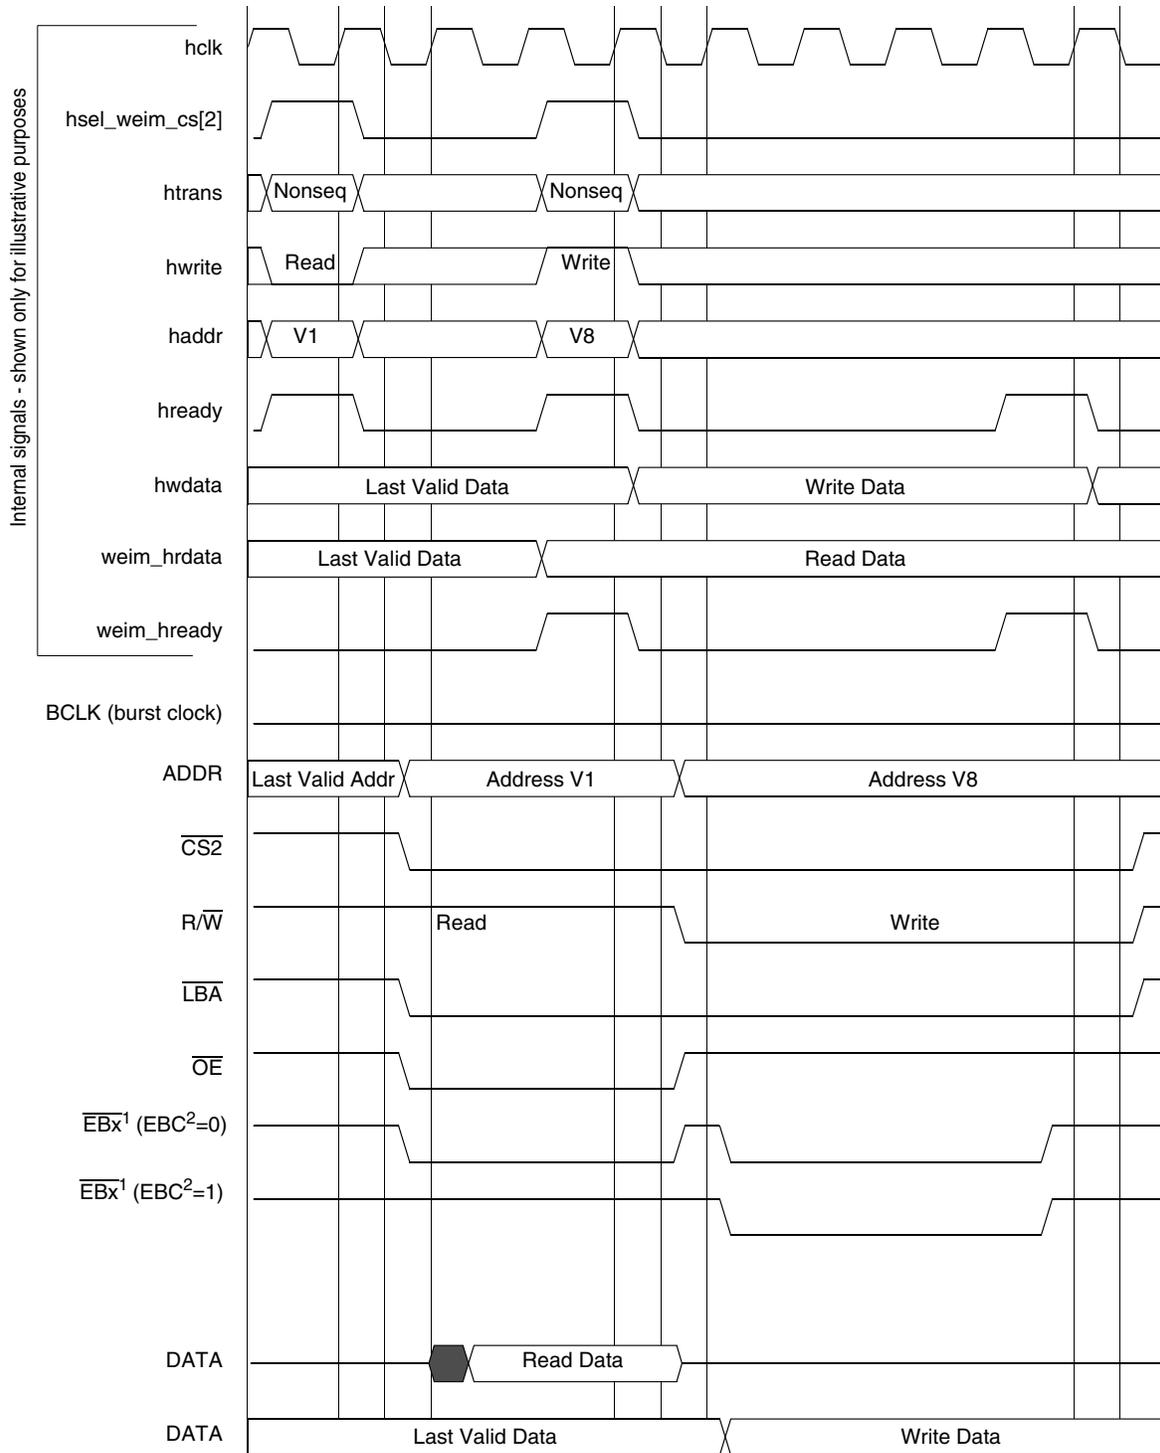 Internal signals - shown only for illustrative purposes
hclk
hsel_weim_cs[2]
htrans Nonseq Nonseq
hwrite Read Write
haddr V1 V8
hready
hwdata Last Valid Data Write Data
weim_hrdata Last Valid Data Read Data
weim_hready
BCLK (burst clock)
ADDR Last Valid Addr Address V1 Address V8
CS2
R/W Read Write
LBA
OE
EBx1 (EBC2=0)
EBx1 (EBC2=1)
DATA Read Data
DATA Last Valid Data Write Data